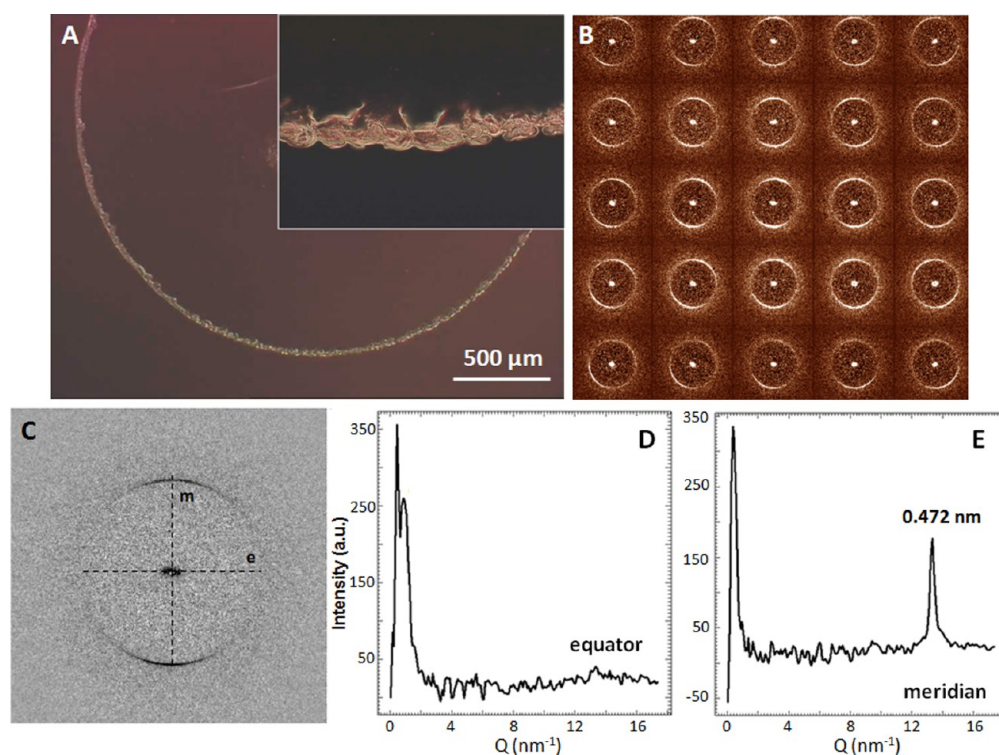 A
500 µm
B
C
m
e
D
350
250
150
50
Intensity (a.u.)
equator
0 4 8 12 16
Q (nm-1)
E
350
250
150
50
-50
0.472 nm
meridian
0 4 8 12 16
Q (nm-1)